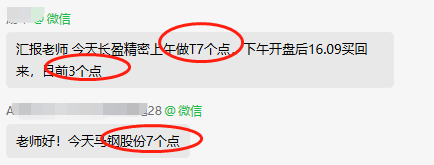 @微信
汇报老师 今天长盈精密上午做T7个点，下午开盘后16.09买回
来，目前3个点
A 28@微信
老师好！今天马钢股份7个点